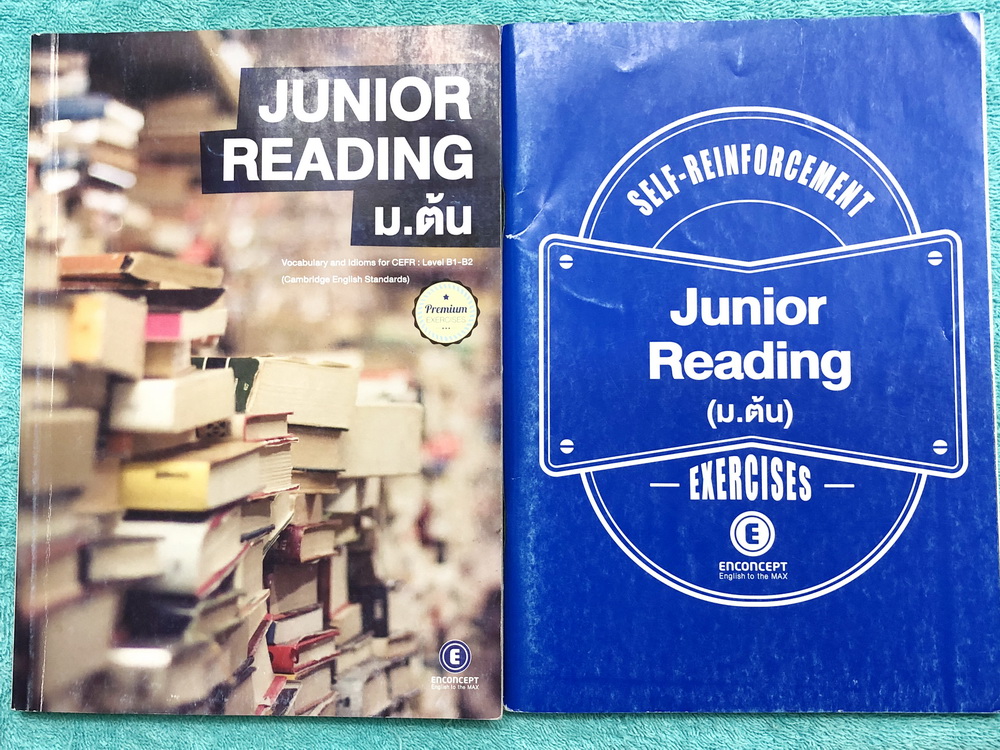 JUNIOR
READING
ม.ต้น
Vocabulary and Idioms for CEFR : Level B1-B2
(Cambridge English Standards)
Premium
EXERCISES
E
ENCONCEPT
English to the MAX
SELF-REINFORCEMENT
Junior
Reading
(ม.ต้น)
EXERCISES
E
ENCONCEPT
English to the MAX